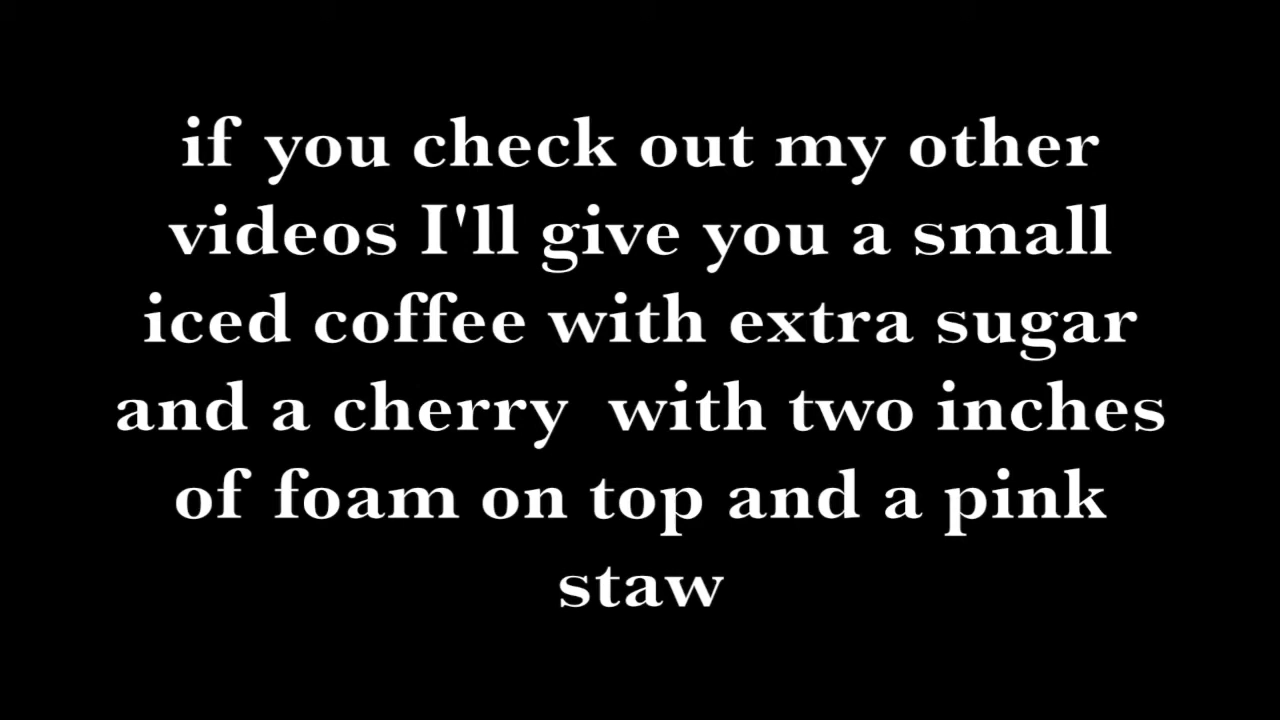 if you check out my other
videos I'll give you a small
iced coffee with extra sugar
and a cherry  with two inches
of foam on top and a pink
staw